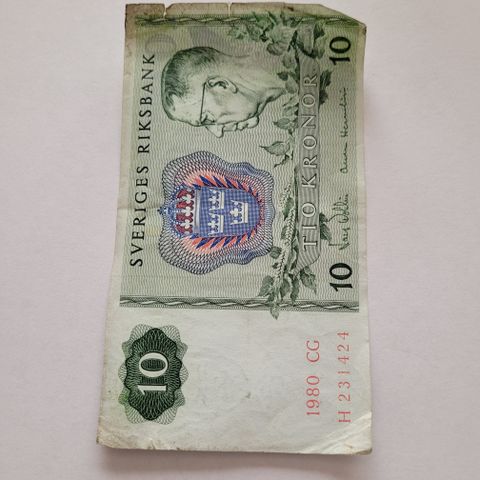 SVERIGES RIKSBANK
10
TIO KRONOR
10
10
1980 CG
H 231424